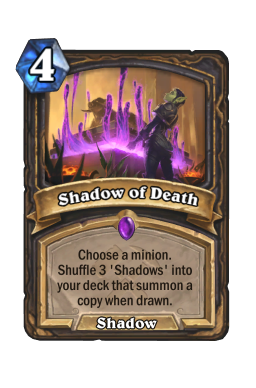 4
Shadow of Death
Choose a minion.
Shuffle 3 'Shadows' into
your deck that summon a
copy when drawn.
Shadow